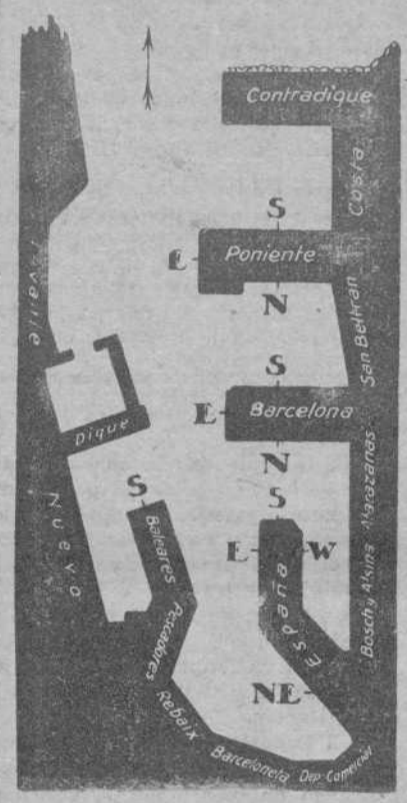 Contradique
Costa
S
E
Poniente
N
Levante
San Beltran
S
E
Barcelona
N
Dique
Nuevo
S
Baleares
S
E
W
España
Boschy Alsina
Atarazanas
Pescadores
NE
Rebaix
Barceloneta
Dep. Comercial